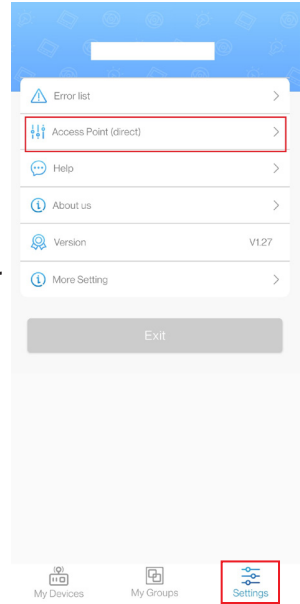 Error list
Access Point (direct)
Help
About us
Version V1.27
More Setting
Exit
My Devices My Groups Settings